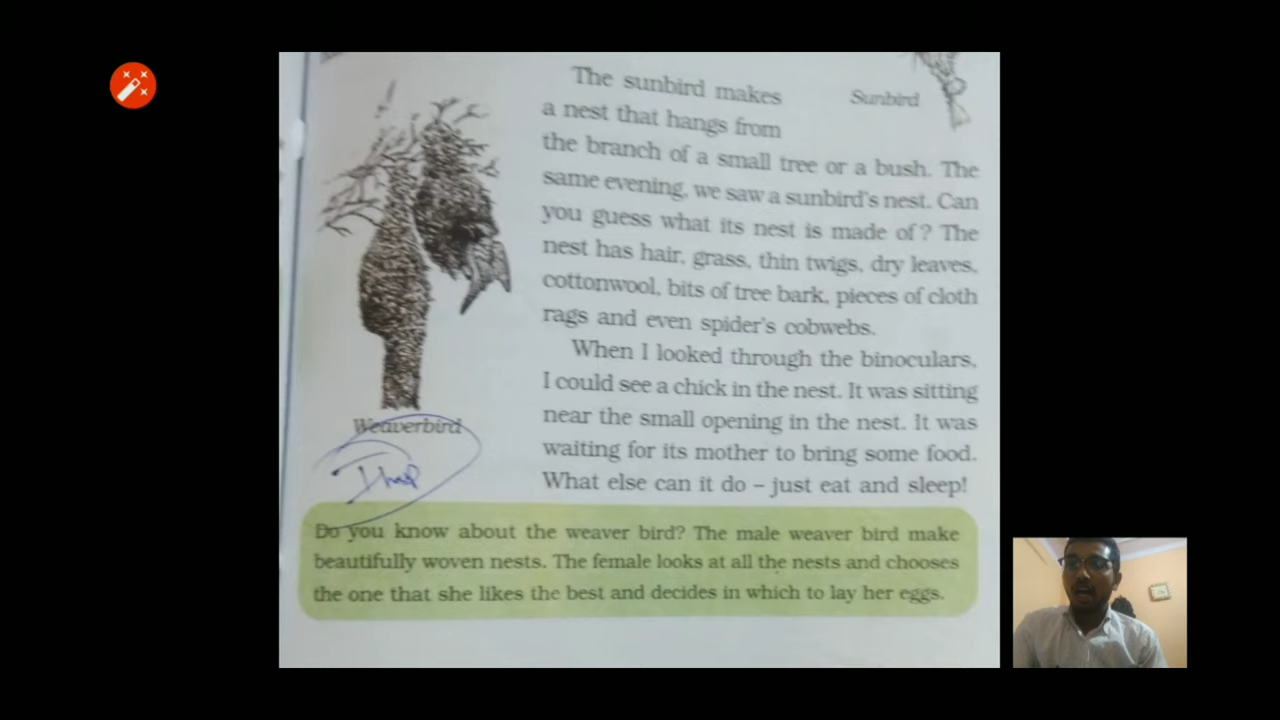 The sunbird makes
Sunbird
a nest that hangs from
the branch of a small tree or a bush. The
same evening, we saw a sunbird's nest. Can
you guess what its nest is made of? The
nest has hair, grass, thin twigs, dry leaves,
cottonwool, bits of tree bark, pieces of cloth
rags and even spider's cobwebs.
When I looked through the binoculars,
I could see a chick in the nest. It was sitting
near the small opening in the nest. It was
waiting for its mother to bring some food.
What else can it do – just eat and sleep!
Weaverbird
Do you know about the weaver bird? The male weaver bird make
beautifully woven nests. The female looks at all the nests and chooses
the one that she likes the best and decides in which to lay her eggs.